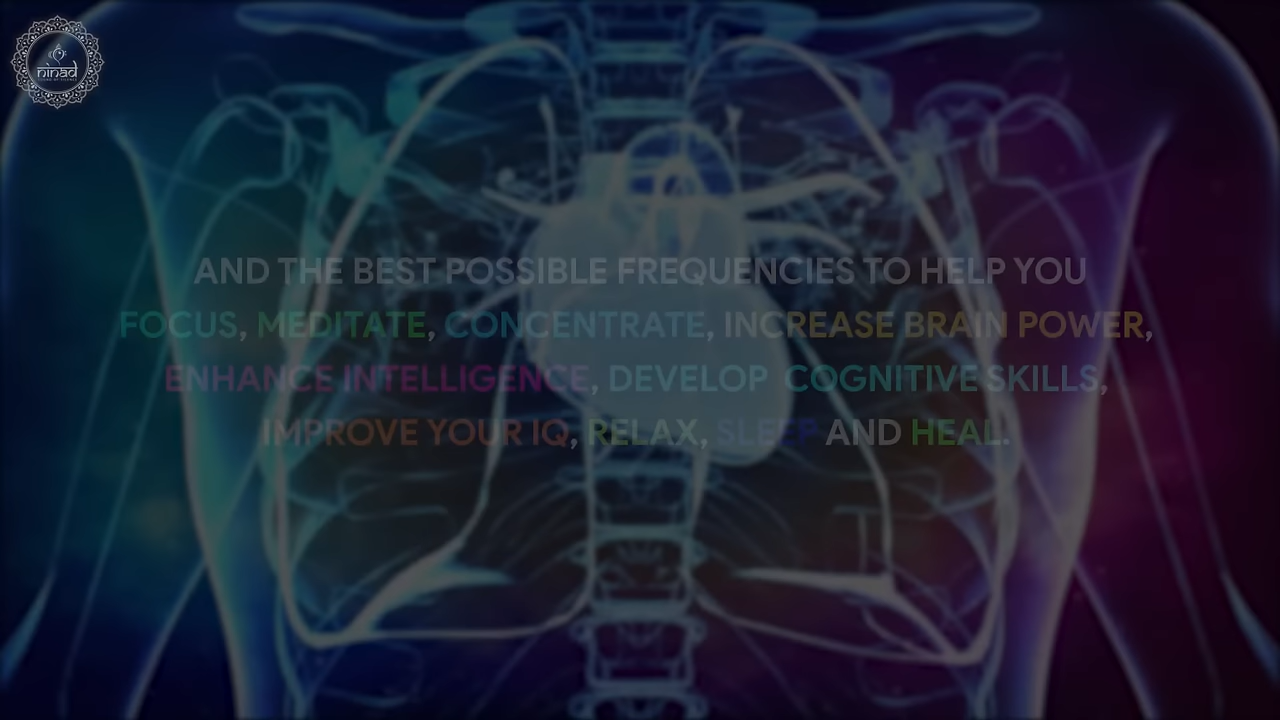 ninad
AND THE BEST POSSIBLE FREQUENCIES TO HELP YOU
FOCUS, MEDITATE, CONCENTRATE, INCREASE BRAIN POWER,
ENHANCE INTELLIGENCE, DEVELOP COGNITIVE SKILLS,
IMPROVE YOUR IQ, RELAX, SLEEP AND HEAL.